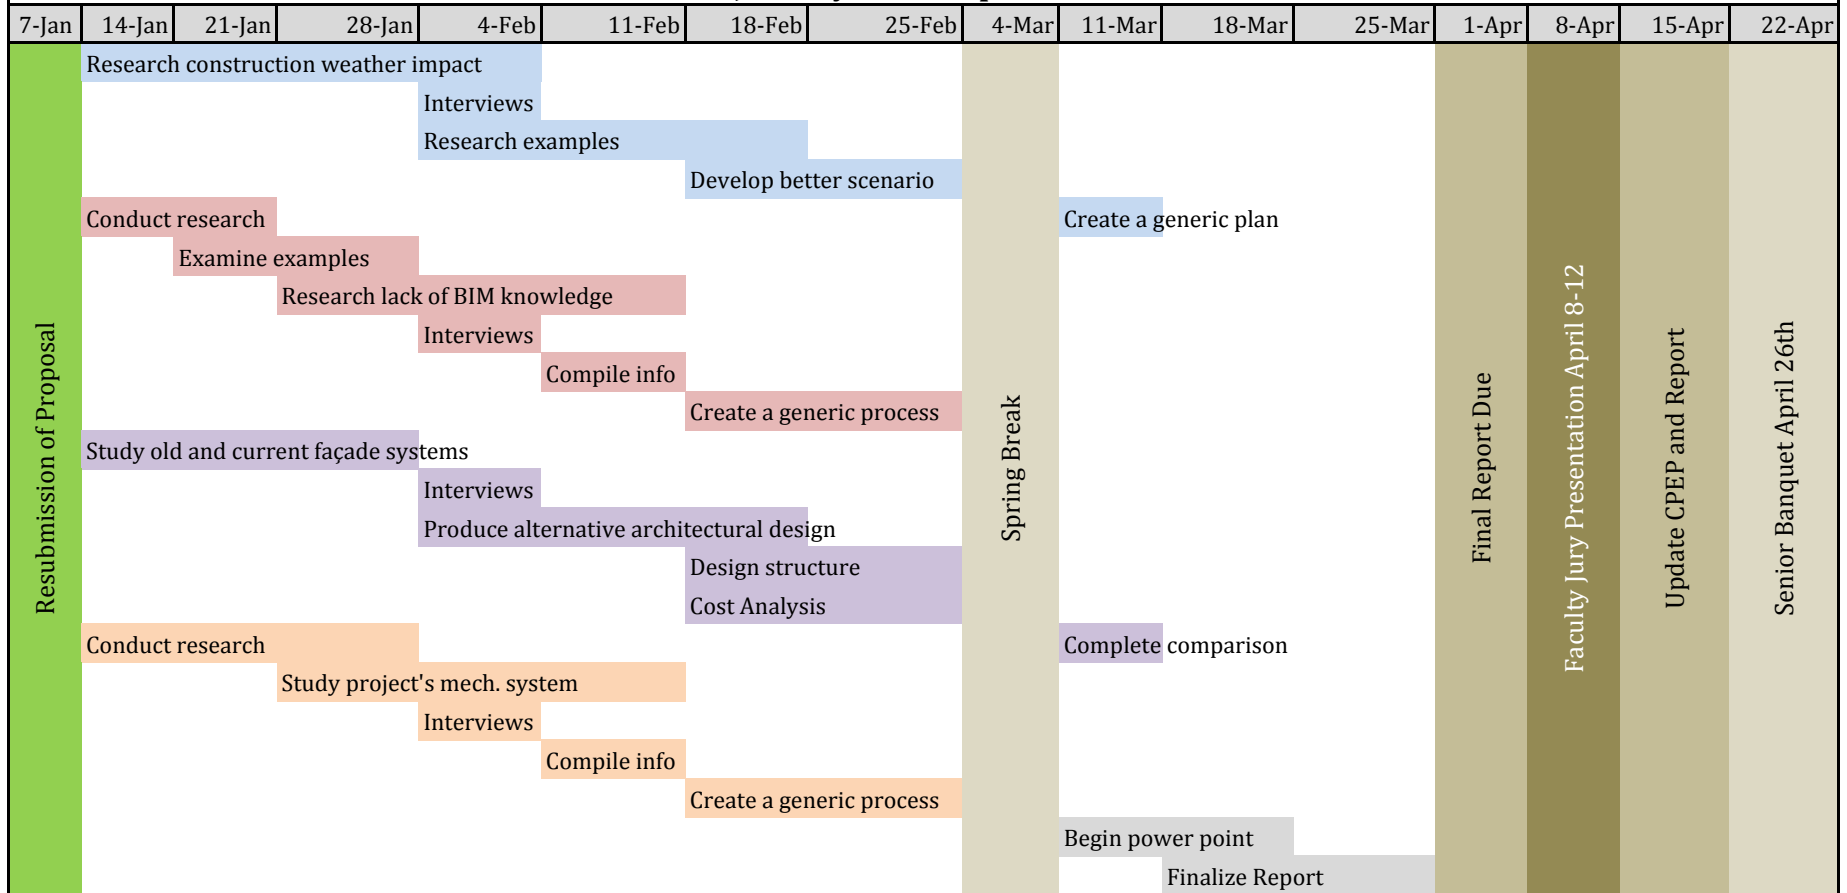 7-Jan 14-Jan 21-Jan 28-Jan 4-Feb 11-Feb 18-Feb 25-Feb 4-Mar 11-Mar 18-Mar 25-Mar 1-Apr 8-Apr 15-Apr 22-Apr
Resubmission of Proposal
Research construction weather impact
Interviews
Research examples
Develop better scenario
Conduct research
Create a generic plan
Examine examples
Research lack of BIM knowledge
Interviews
Compile info
Create a generic process
Study old and current façade systems
Interviews
Produce alternative architectural design
Design structure
Cost Analysis
Conduct research
Complete comparison
Study project's mech. system
Interviews
Compile info
Create a generic process
Begin power point
Finalize Report
Spring Break
Final Report Due
Faculty Jury Presentation April 8-12
Update CPEP and Report
Senior Banquet April 26th